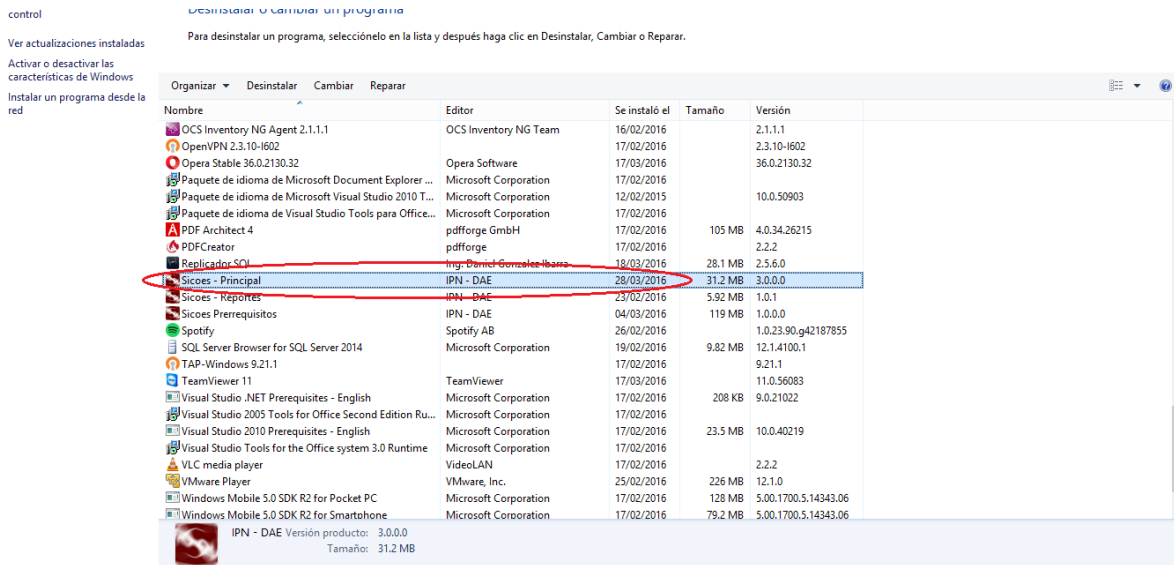 control
Desinstalar o cambiar un programa
Ver actualizaciones instaladas
Para desinstalar un programa, selecciónelo en la lista y después haga clic en Desinstalar, Cambiar o Reparar.
Activar o desactivar las
características de Windows
Instalar un programa desde la
red
Organizar Desinstalar Cambiar Reparar
Nombre Editor Se instaló el Tamaño Versión
OCS Inventory NG Agent 2.1.1.1 OCS Inventory NG Team 16/02/2016 2.1.1.1
OpenVPN 2.3.10-I602 17/02/2016 2.3.10-I602
Opera Stable 36.0.2130.32 Opera Software 17/03/2016 36.0.2130.32
Paquete de idioma de Microsoft Document Explorer ... Microsoft Corporation 17/02/2016
Paquete de idioma de Microsoft Visual Studio 2010 T... Microsoft Corporation 12/02/2015 10.0.50903
Paquete de idioma de Visual Studio Tools para Office... Microsoft Corporation 17/02/2016
PDF Architect 4 pdfforge GmbH 17/02/2016 105 MB 4.0.34.26215
PDFCreator pdfforge 17/02/2016 2.2.2
Replicador SQL Ing. Daniel Gonzalez Ibarra 18/03/2016 28.1 MB 2.5.6.0
Sicoes - Principal IPN - DAE 28/03/2016 31.2 MB 3.0.0.0
Sicoes - Reportes IPN - DAE 23/02/2016 5.92 MB 1.0.1
Sicoes Prerrequisitos IPN - DAE 04/03/2016 119 MB 1.0.0.0
Spotify Spotify AB 26/02/2016 1.0.23.90.g42187855
SQL Server Browser for SQL Server 2014 Microsoft Corporation 19/02/2016 9.82 MB 12.1.4100.1
TAP-Windows 9.21.1 17/02/2016 9.21.1
TeamViewer 11 TeamViewer 17/03/2016 11.0.56083
Visual Studio .NET Prerequisites - English Microsoft Corporation 17/02/2016 208 KB 9.0.21022
Visual Studio 2005 Tools for Office Second Edition Ru... Microsoft Corporation 17/02/2016
Visual Studio 2010 Prerequisites - English Microsoft Corporation 17/02/2016 23.5 MB 10.0.40219
Visual Studio Tools for the Office system 3.0 Runtime Microsoft Corporation 17/02/2016
VLC media player VideoLAN 17/02/2016 2.2.2
VMware Player VMware, Inc. 25/02/2016 226 MB 12.1.0
Windows Mobile 5.0 SDK R2 for Pocket PC Microsoft Corporation 17/02/2016 128 MB 5.00.1700.5.14343.06
Windows Mobile 5.0 SDK R2 for Smartphone Microsoft Corporation 17/02/2016 79.2 MB 5.00.1700.5.14343.06
IPN - DAE Versión producto: 3.0.0.0
Tamaño: 31.2 MB